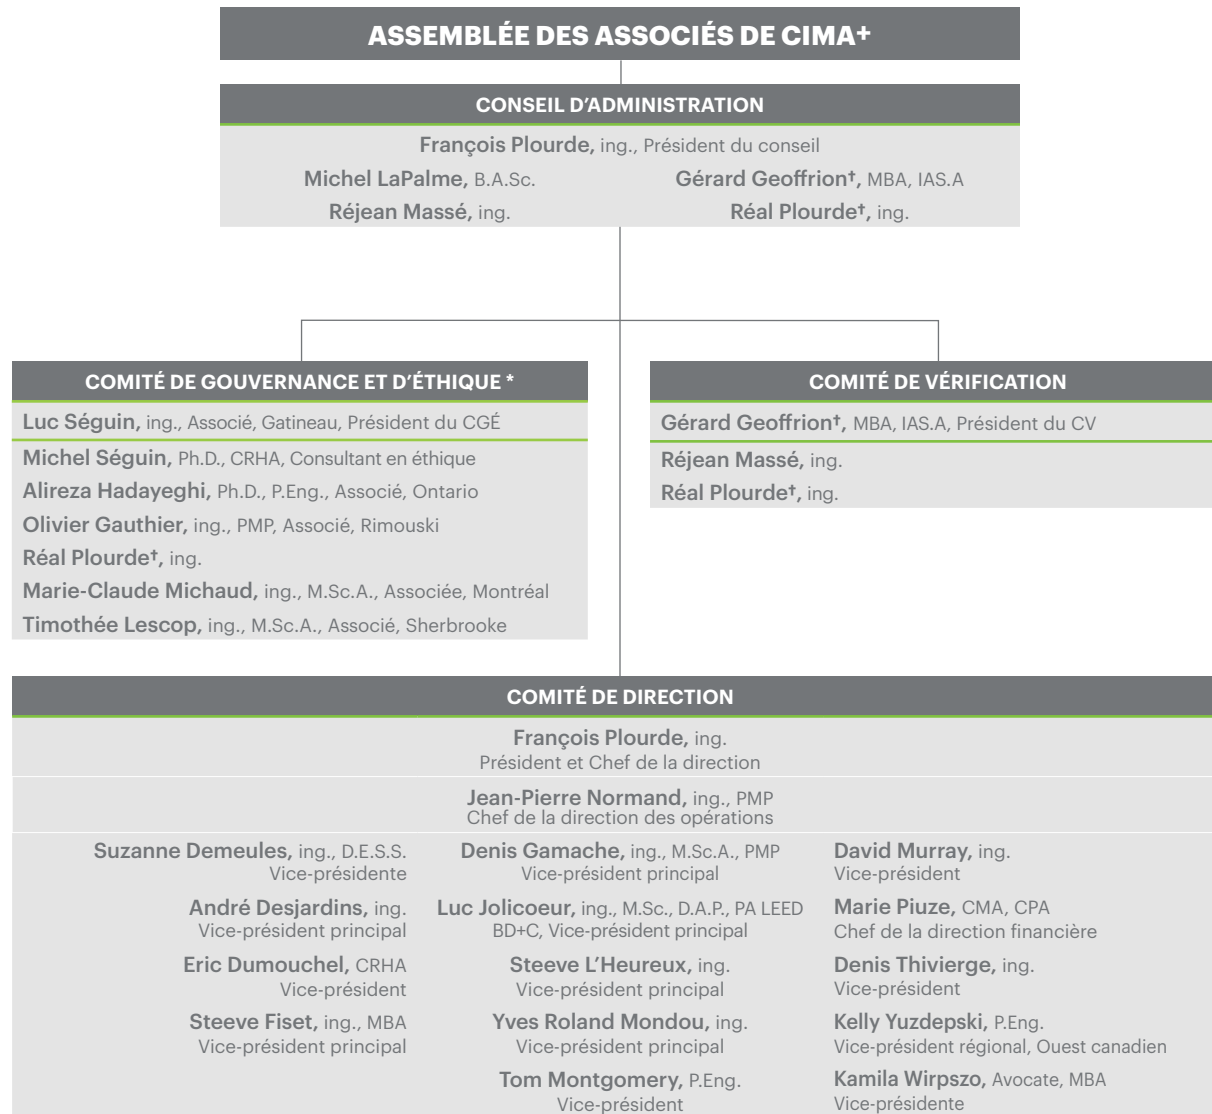 ASSEMBLÉE DES ASSOCIÉS DE CIMA+
CONSEIL D'ADMINISTRATION
François Plourde, ing., Président du conseil
Michel LaPalme, B.A.Sc.
Gérard Geoffrion†, MBA, IAS.A
Réjean Massé, ing.
Réal Plourde†, ing.
COMITÉ DE GOUVERNANCE ET D'ÉTHIQUE *
Luc Séguin, ing., Associé, Gatineau, Président du CGÉ
Michel Séguin, Ph.D., CRHA, Consultant en éthique
Alireza Hadayeghi, Ph.D., P.Eng., Associé, Ontario
Olivier Gauthier, ing., PMP, Associé, Rimouski
Réal Plourde†, ing.
Marie-Claude Michaud, ing., M.Sc.A., Associée, Montréal
Timothée Lescop, ing., M.Sc.A., Associé, Sherbrooke
COMITÉ DE VÉRIFICATION
Gérard Geoffrion†, MBA, IAS.A, Président du CV
Réjean Massé, ing.
Réal Plourde†, ing.
COMITÉ DE DIRECTION
François Plourde, ing.
Président et Chef de la direction
Jean-Pierre Normand, ing., PMP
Chef de la direction des opérations
Suzanne Demeules, ing., D.E.S.S.
Vice-présidente
André Desjardins, ing.
Vice-président principal
Eric Dumouchel, CRHA
Vice-président
Steeve Fiset, ing., MBA
Vice-président principal
Denis Gamache, ing., M.Sc.A., PMP
Vice-président principal
Luc Jolicoeur, ing., M.Sc., D.A.P., PA LEED
BD+C, Vice-président principal
Steeve L'Heureux, ing.
Vice-président principal
Yves Roland Mondou, ing.
Vice-président principal
Tom Montgomery, P.Eng.
Vice-président
David Murray, ing.
Vice-président
Marie Piuze, CMA, CPA
Chef de la direction financière
Denis Thivierge, ing.
Vice-président
Kelly Yuzdepski, P.Eng.
Vice-président régional, Ouest canadien
Kamila Wirpszo, Avocate, MBA
Vice-présidente